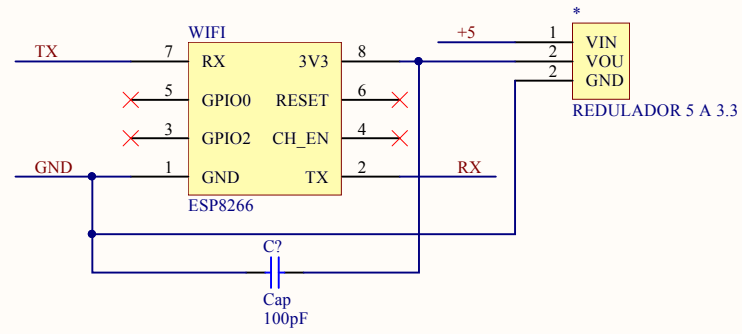 *
WIFI
+5
1
VIN
TX
7
RX
3V3
8
2
VOU
2
GND
5
GPIO0
RESET
6
REDULADOR 5 A 3.3
3
GPIO2
CH_EN
4
GND
1
GND
TX
2
RX
ESP8266
C?
Cap
100pF